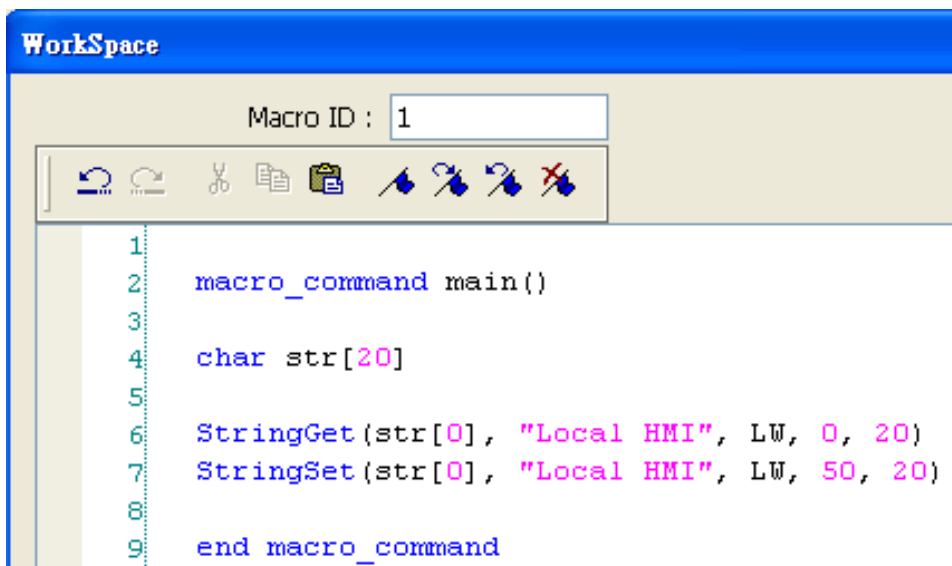 WorkSpace
Macro ID : 1
1
2 macro_command main()
3
4 char str[20]
5
6 StringGet(str[0], "Local HMI", LW, 0, 20)
7 StringSet(str[0], "Local HMI", LW, 50, 20)
8
9 end macro_command